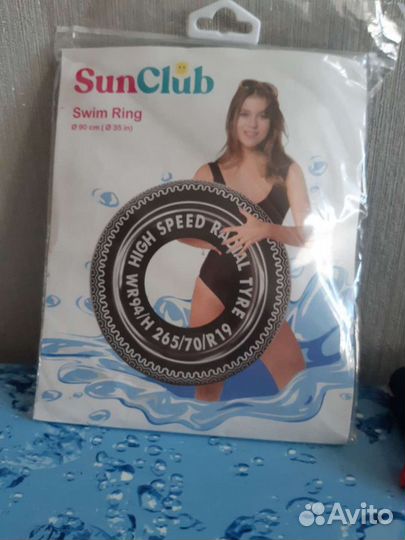 SunClub
Swim Ring
Ø 90 cm ( Ø 35 in)
HIGH SPEED RADIAL TYRE
WR94/H 265/70/R19
Avito